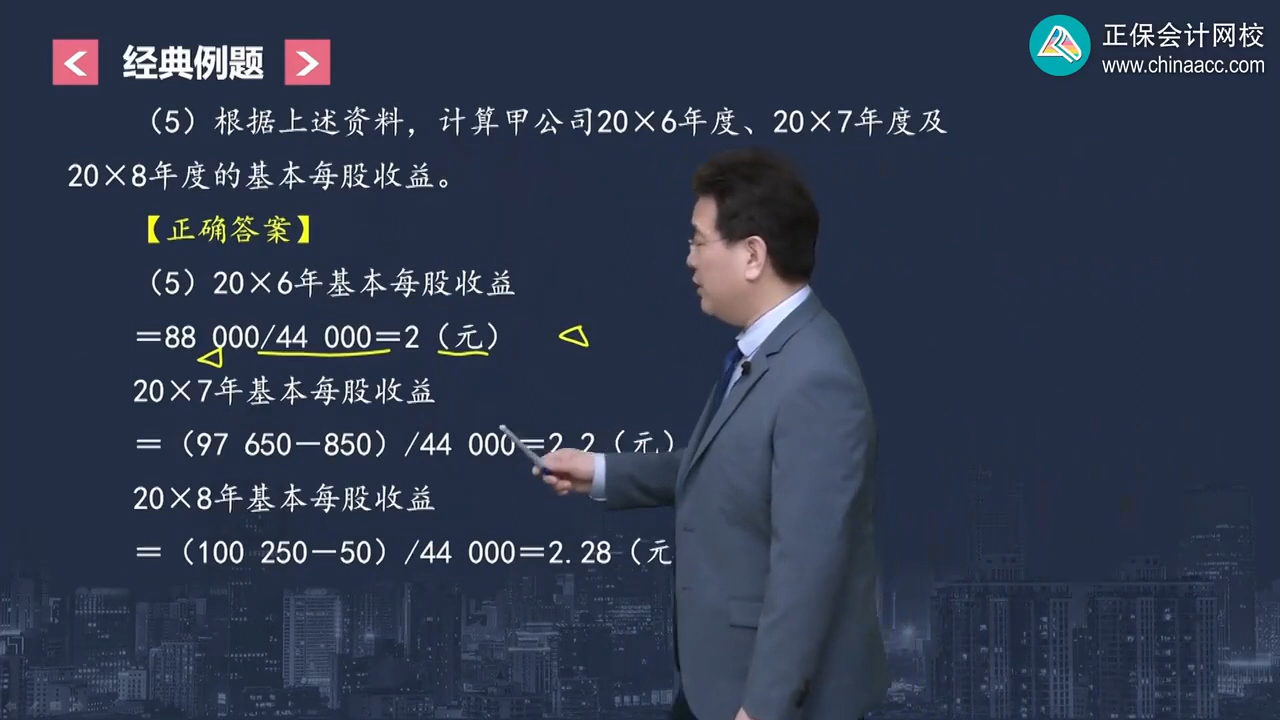 经典例题
正保会计网校
www.chinaacc.com
（5）根据上述资料，计算甲公司20×6年度、20×7年度及
20×8年度的基本每股收益。
【正确答案】
（5）20×6年基本每股收益
＝88 000/44 000＝2（元）
20×7年基本每股收益
＝（97 650－850）/44 000＝2.2（元）
20×8年基本每股收益
＝（100 250－50）/44 000＝2.28（元